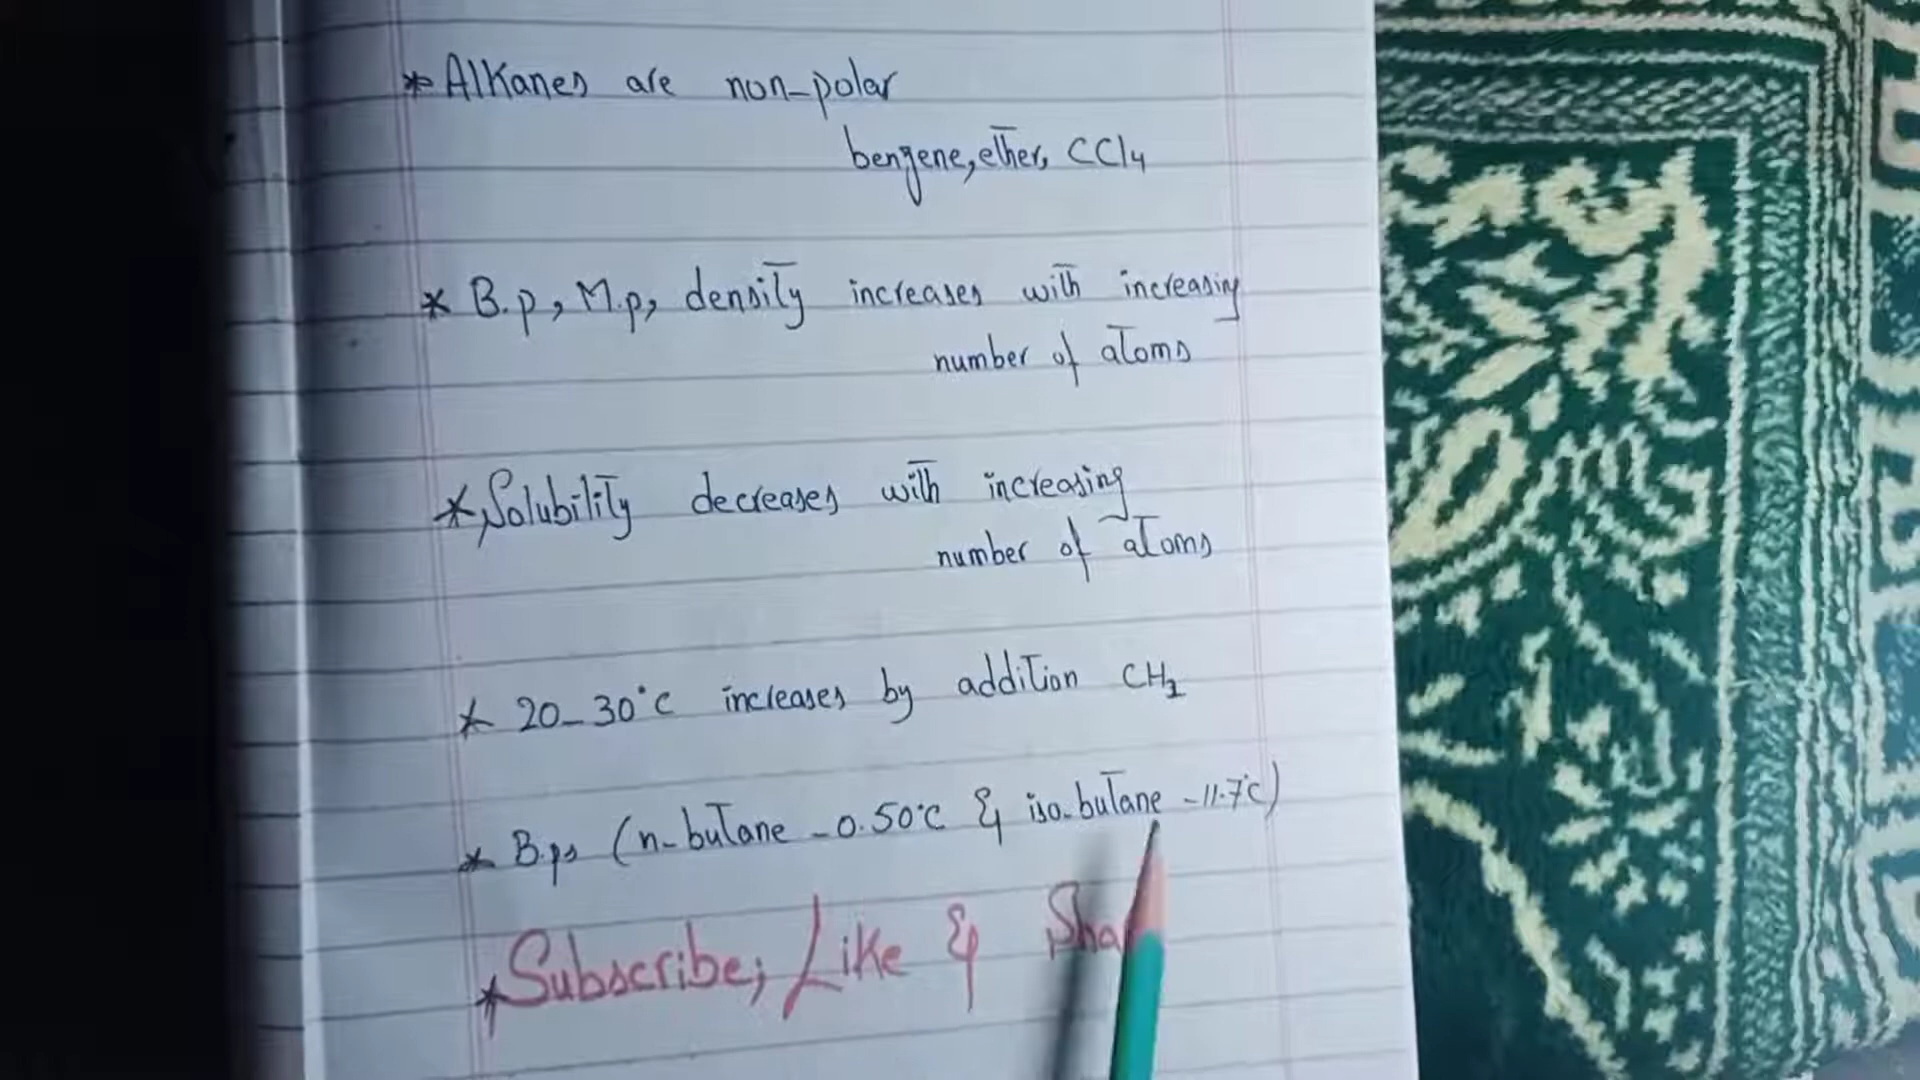 * Alkanes are non-polar
benzene, ether, CCl4
* B.p, M.p, density increases with increasing
number of atoms
* Solubility decreases with increasing
number of atoms
* 20-30°C increases by addition CH2
* B.ps (n-butane -0.50°C & iso-butane -11.7°C)
* Subscribe; Like & Sha